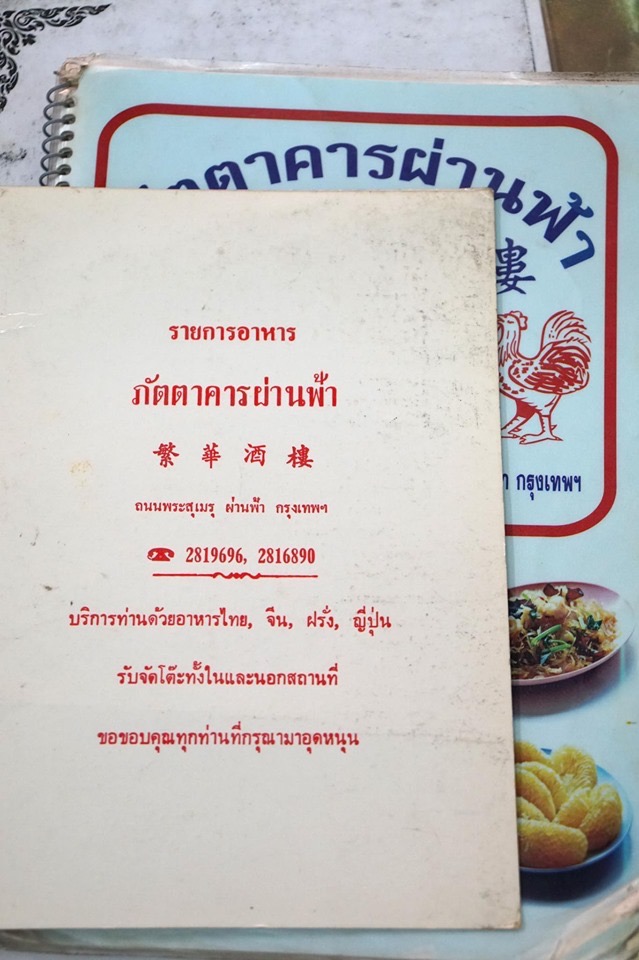 ภัตตาคารผ่านฟ้า
樓
กรุงเทพฯ
รายการอาหาร
ภัตตาคารผ่านฟ้า
繁華酒樓
ถนนพระสุเมรุ ผ่านฟ้า กรุงเทพฯ
☎ 2819696, 2816890
บริการท่านด้วยอาหารไทย, จีน, ฝรั่ง, ญี่ปุ่น
รับจัดโต๊ะทั้งในและนอกสถานที่
ขอขอบคุณทุกท่านที่กรุณามาอุดหนุน